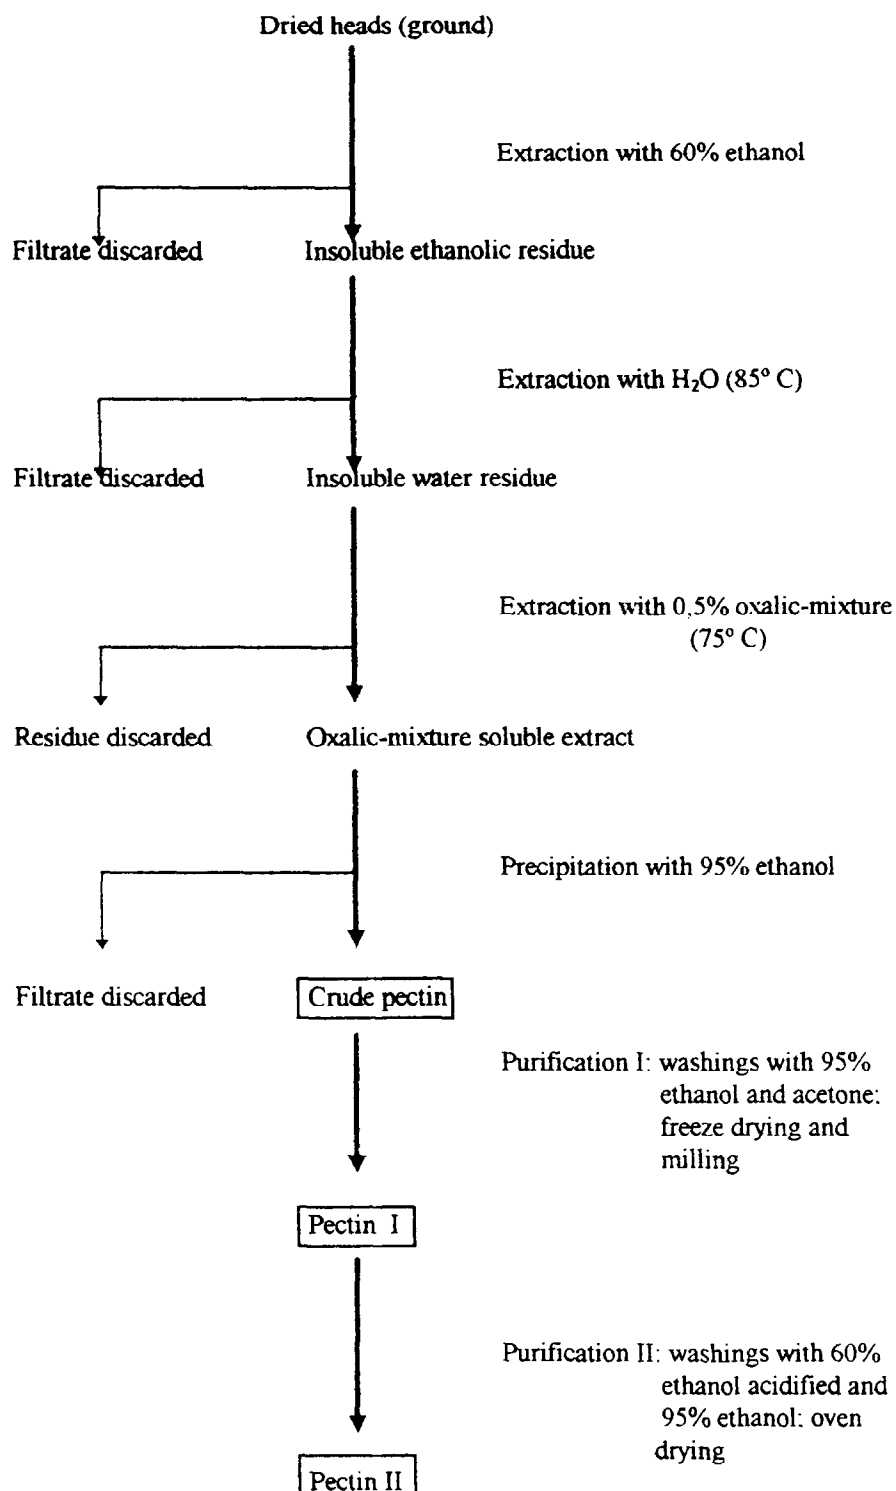 Dried heads (ground)
Extraction with 60% ethanol
Filtrate discarded
Insoluble ethanolic residue
Extraction with H₂O (85° C)
Filtrate discarded
Insoluble water residue
Extraction with 0,5% oxalic-mixture
(75° C)
Residue discarded
Oxalic-mixture soluble extract
Precipitation with 95% ethanol
Filtrate discarded
Crude pectin
Purification I: washings with 95%
ethanol and acetone;
freeze drying and
milling
Pectin I
Purification II: washings with 60%
ethanol acidified and
95% ethanol; oven
drying
Pectin II